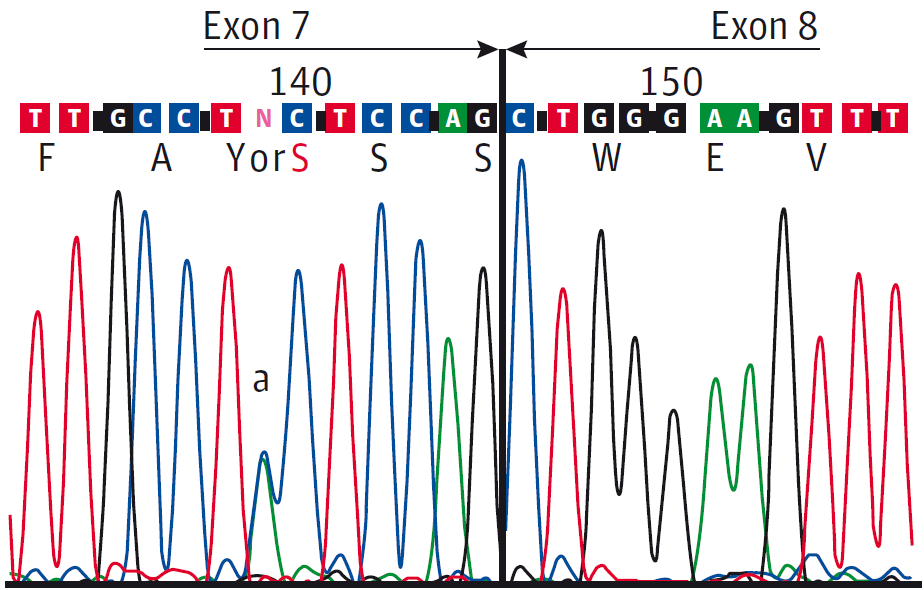 Exon 7 Exon 8
140 150
T T G C C T N C T C C A G C T G G G A A G T T T
F A YorS S S W E V
a